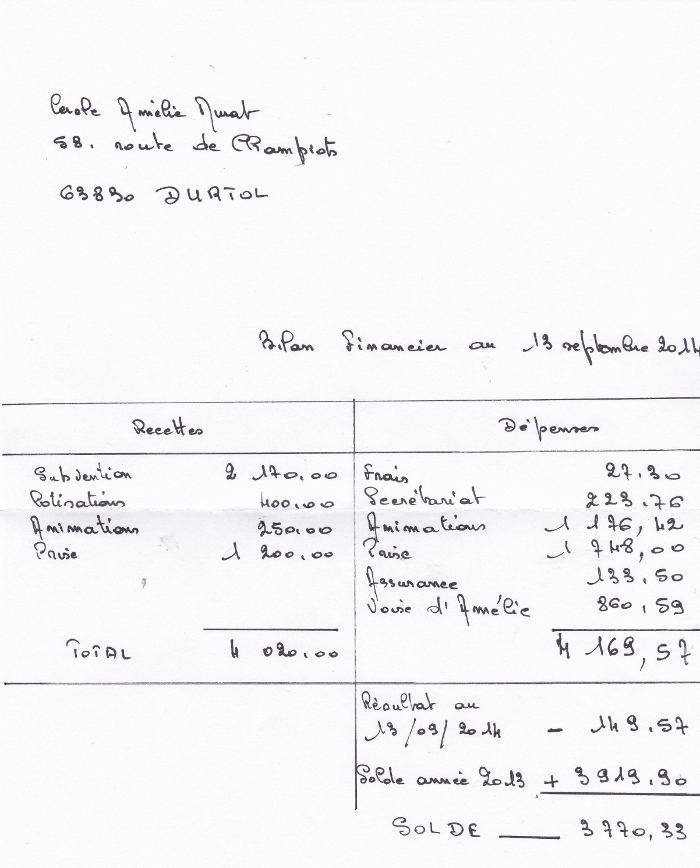 Cercle Amélie Murat
58. route de Champiots
63830 DURTOL
Bilan Financier au 13 septembre 2014
Recettes Dépenses
Subvention 2 170.00 Frais 27.30
Cotisations 400.00 Secrétariat 223.76
Animations 250.00 Animations 1 176,42
Prise 1 200.00 Prise 1 748,00
Assurance 133.50
Voise d'Amélie 860,59
TOTAL 4 020.00 4 169,57
Résultat au
13/09/2014 - 149.57
Solde année 2013 + 3919.90
SOLDE 3770,33